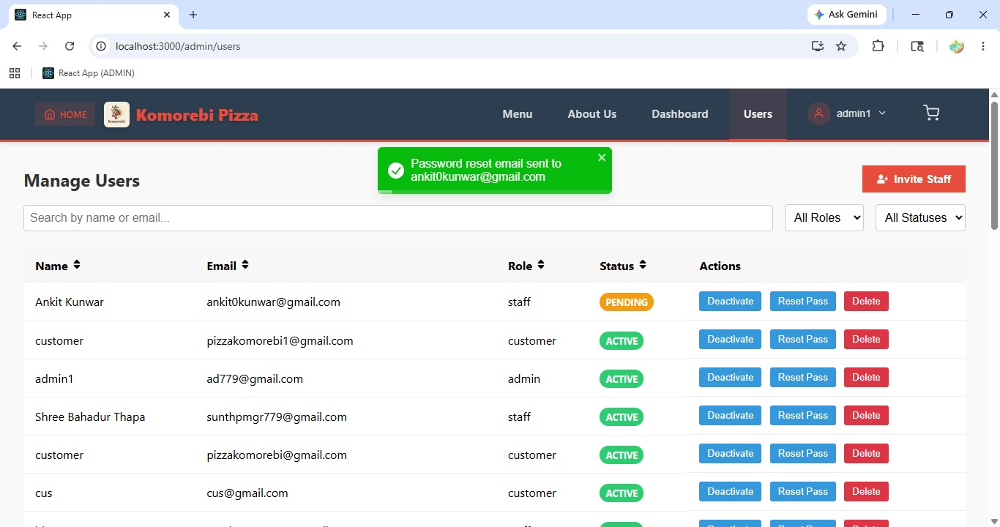 React App
Ask Gemini
localhost:3000/admin/users
React App (ADMIN)
HOME
Komorebi
Komorebi Pizza
Menu
About Us
Dashboard
Users
admin1
Password reset email sent to
ankit0kunwar@gmail.com
Manage Users
Invite Staff
Search by name or email...
All Roles
All Statuses
Name Email Role Status Actions
Ankit Kunwar ankit0kunwar@gmail.com staff PENDING Deactivate Reset Pass Delete
customer pizzakomorebi1@gmail.com customer ACTIVE Deactivate Reset Pass Delete
admin1 ad779@gmail.com admin ACTIVE Deactivate Reset Pass Delete
Shree Bahadur Thapa sunthpmgr779@gmail.com staff ACTIVE Deactivate Reset Pass Delete
customer pizzakomorebi@gmail.com customer ACTIVE Deactivate Reset Pass Delete
cus cus@gmail.com customer ACTIVE Deactivate Reset Pass Delete